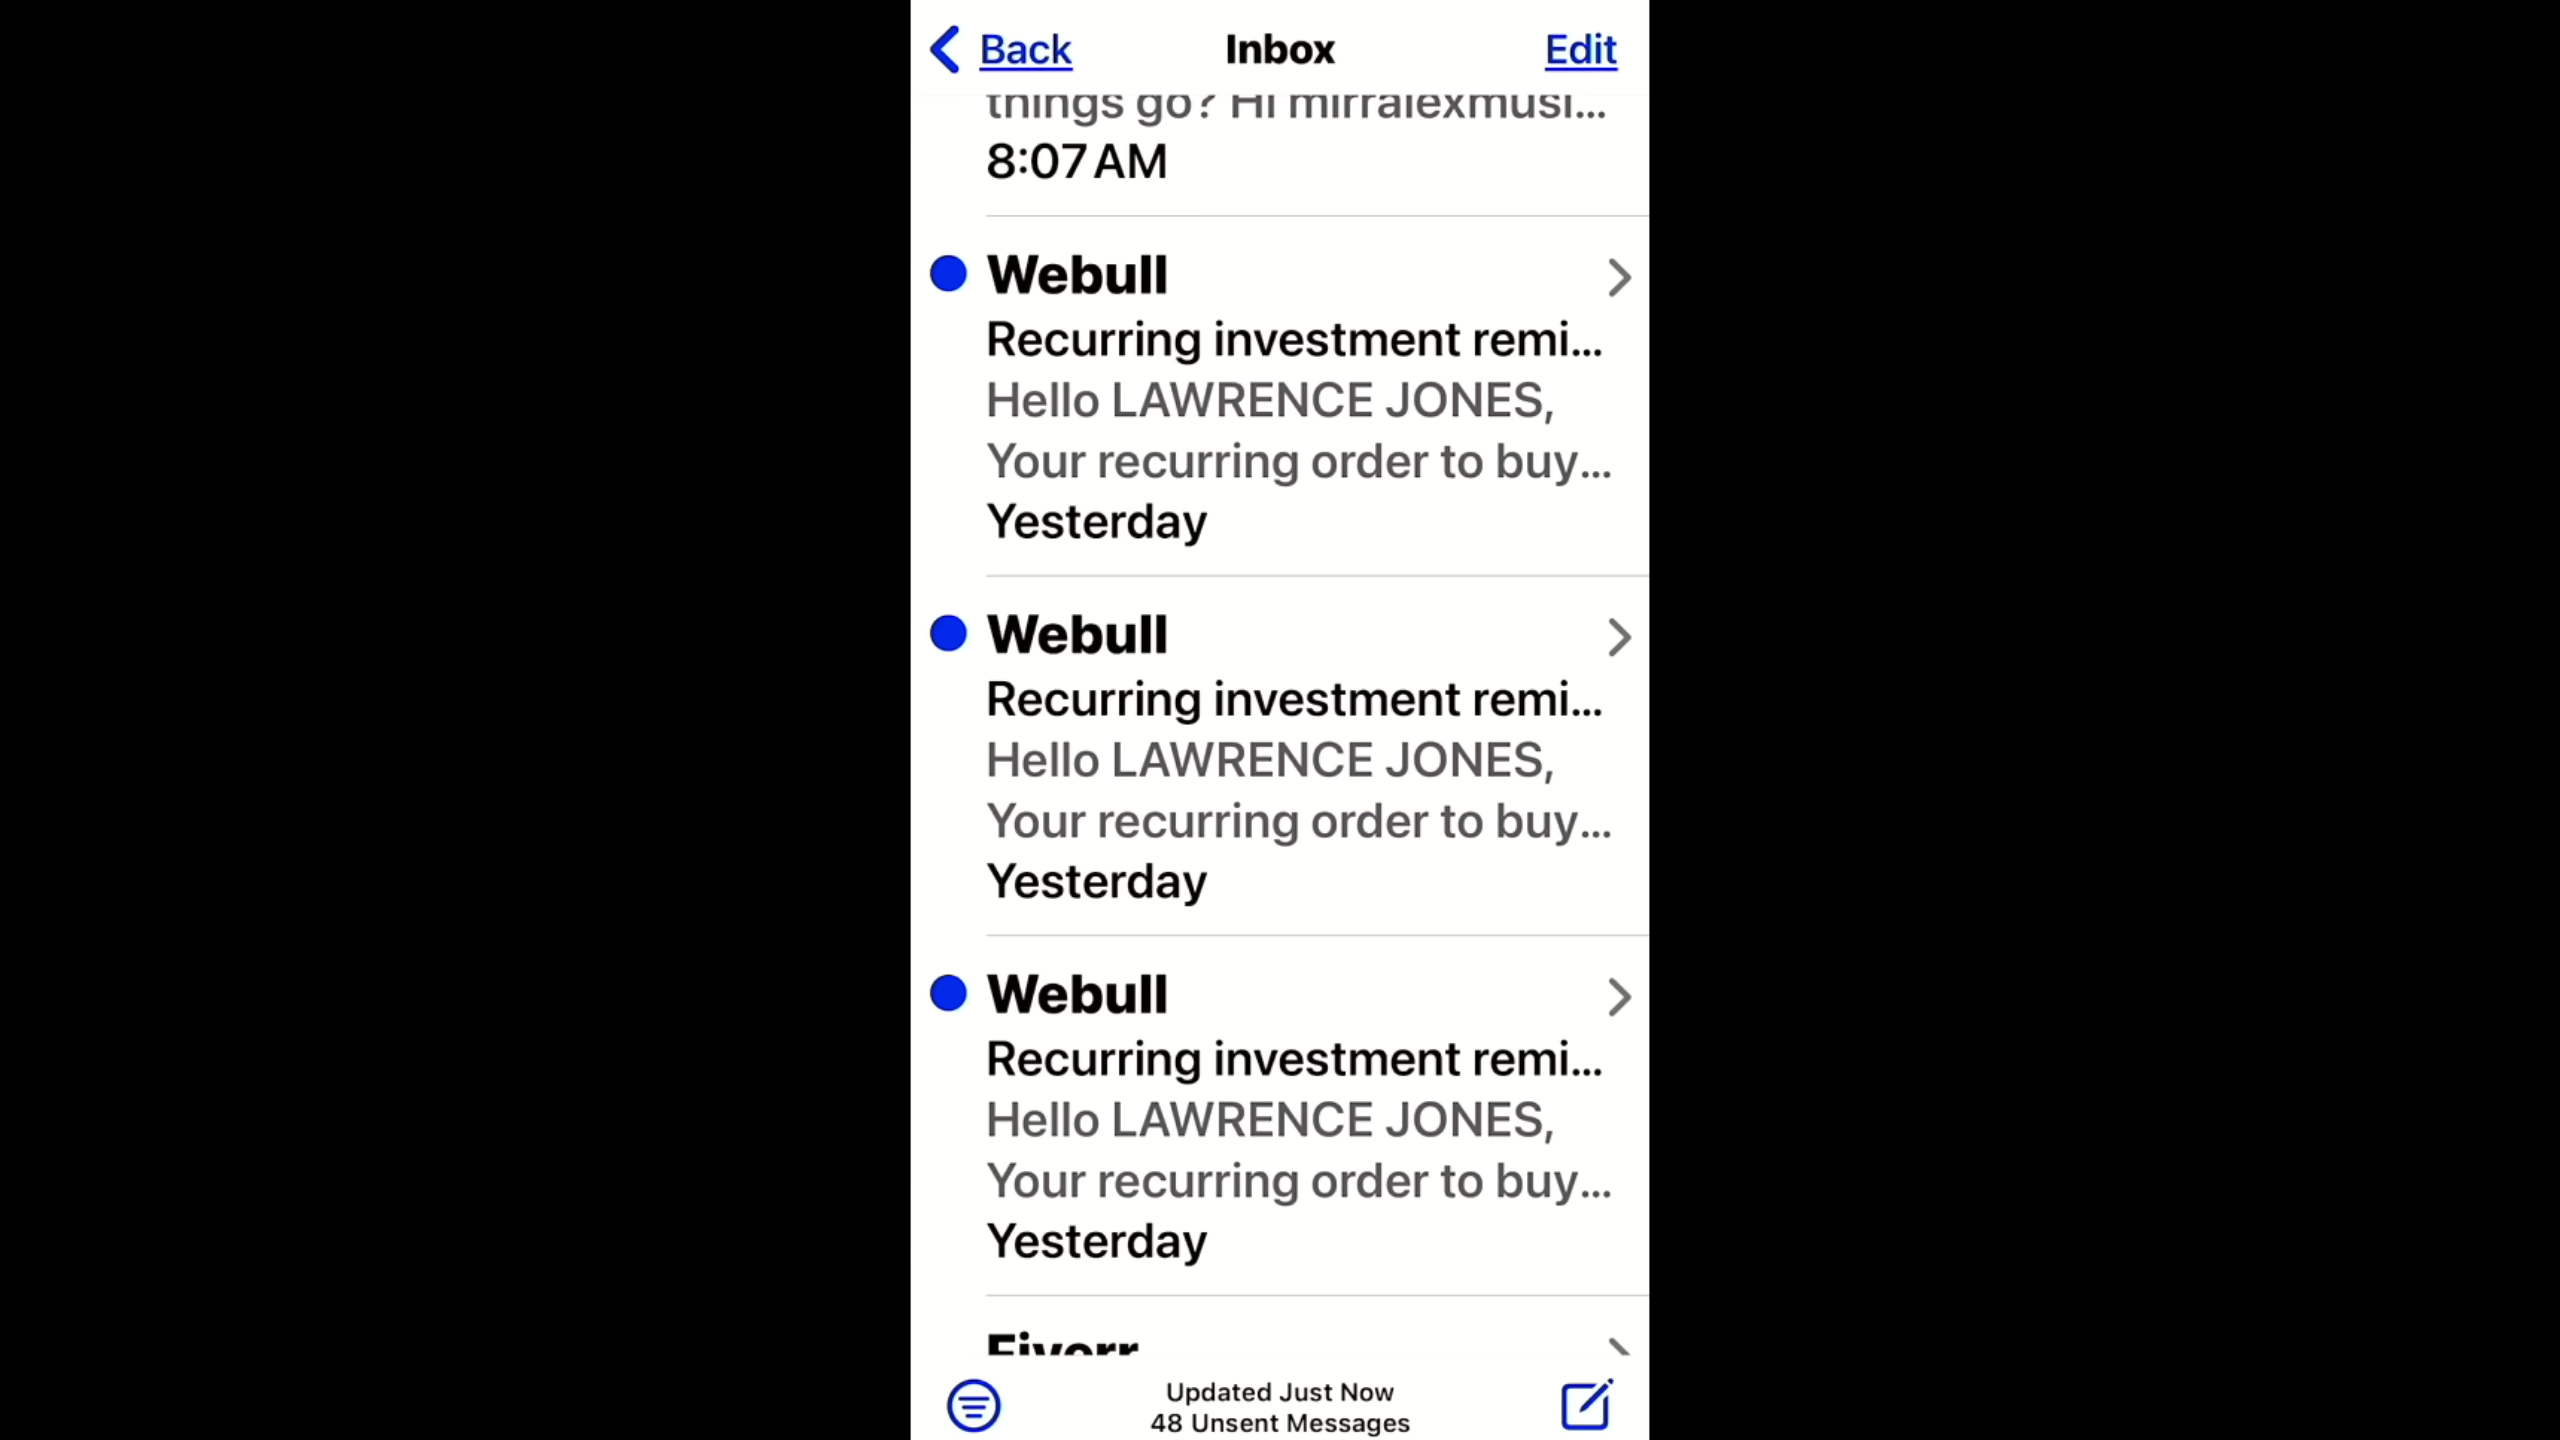 Back
Inbox
Edit
things go? Hi mirralexmusi...
8:07 AM
Webull
Recurring investment remi...
Hello LAWRENCE JONES,
Your recurring order to buy...
Yesterday
Webull
Recurring investment remi...
Hello LAWRENCE JONES,
Your recurring order to buy...
Yesterday
Webull
Recurring investment remi...
Hello LAWRENCE JONES,
Your recurring order to buy...
Yesterday
Fiverr
Updated Just Now
48 Unsent Messages